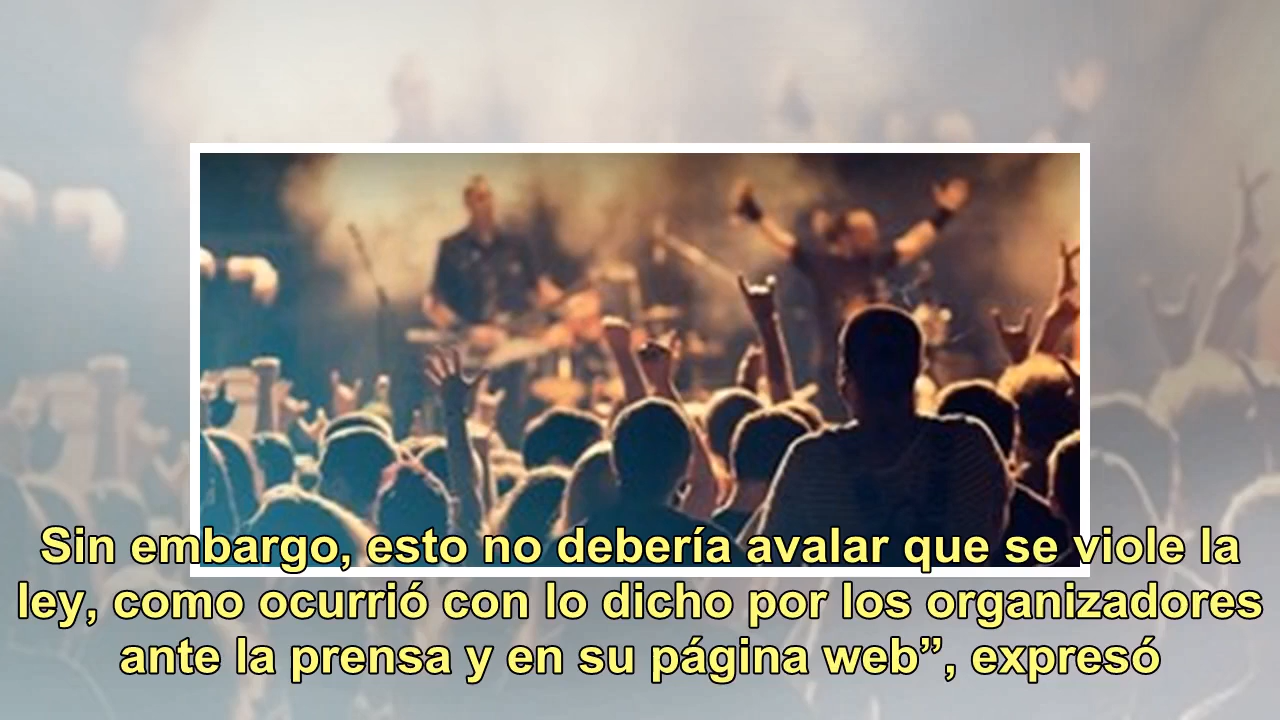 Sin embargo, esto no debería avalar que se viole la
ley, como ocurrió con lo dicho por los organizadores
ante la prensa y en su página web”, expresó